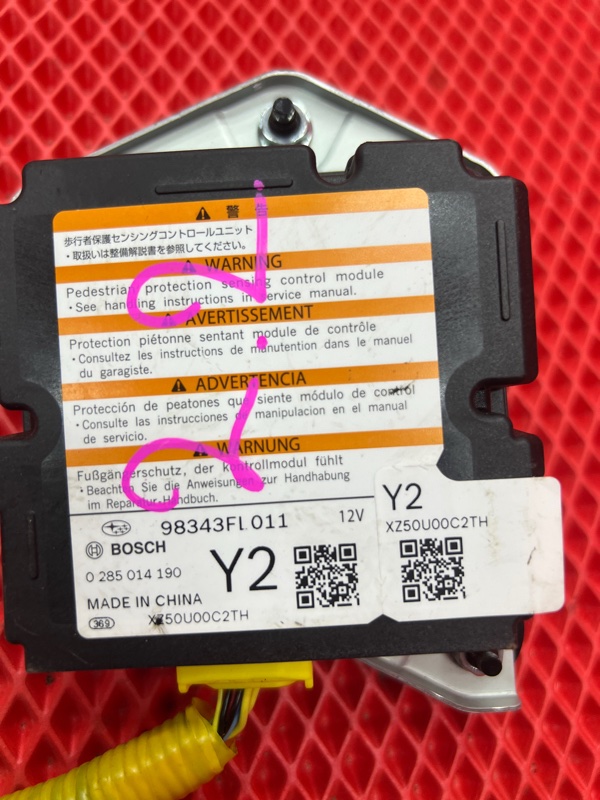 ⚠ 警告
歩行者保護センシングコントロールユニット
・取扱いは整備解説書を参照してください。
⚠ WARNING
Pedestrian protection sensing control module
・See handling instructions in service manual.
⚠ AVERTISSEMENT
Protection piétonne sentant module de contrôle
・Consultez les instructions de manutention dans le manuel
du garagiste.
⚠ ADVERTENCIA
Protección de peatones que siente módulo de control
・Consulte las instrucciones de manipulacion en el manual
de servicio.
⚠ WARNUNG
Fußgängerschutz, der Kontrollmodul fühlt
・Beachten Sie die Anweisungen zur Handhabung
im Reparatur-Handbuch.
98343FL011 12V
BOSCH
0 285 014 190
Y2
MADE IN CHINA
369
XZ50U00C2TH
Y2
XZ50U00C2TH